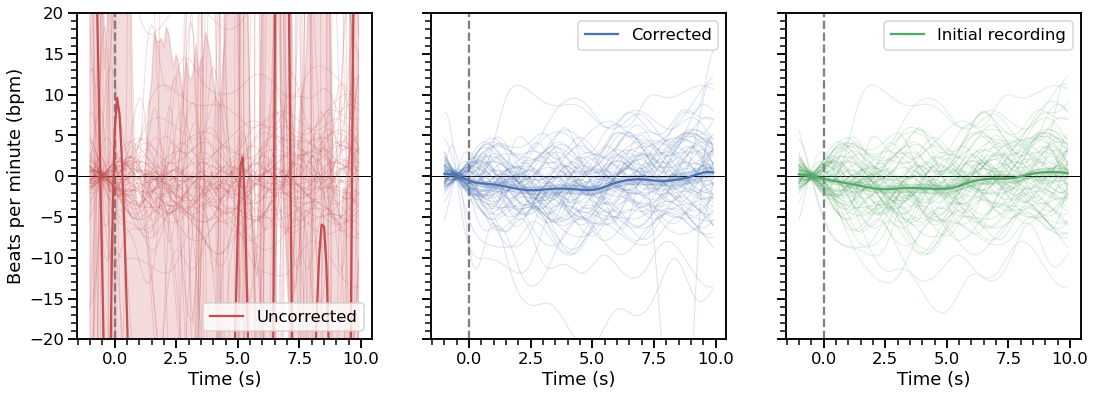 Beats per minute (bpm)
20
15
10
5
0
−5
−10
−15
−20
Uncorrected
0.0 2.5 5.0 7.5 10.0
Time (s)
Corrected
0.0 2.5 5.0 7.5 10.0
Time (s)
Initial recording
0.0 2.5 5.0 7.5 10.0
Time (s)